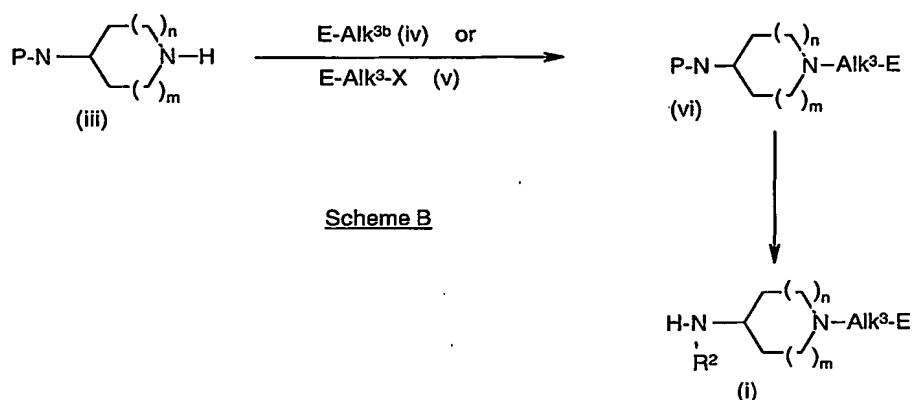 ( )n
P-N
N—H
( )m
(iii)
E-Alk³ᵇ (iv) or
E-Alk³-X (v)
( )n
P-N
N—Alk³-E
( )m
(vi)
Scheme B
( )n
H-N
N—Alk³-E
R²
( )m
(i)